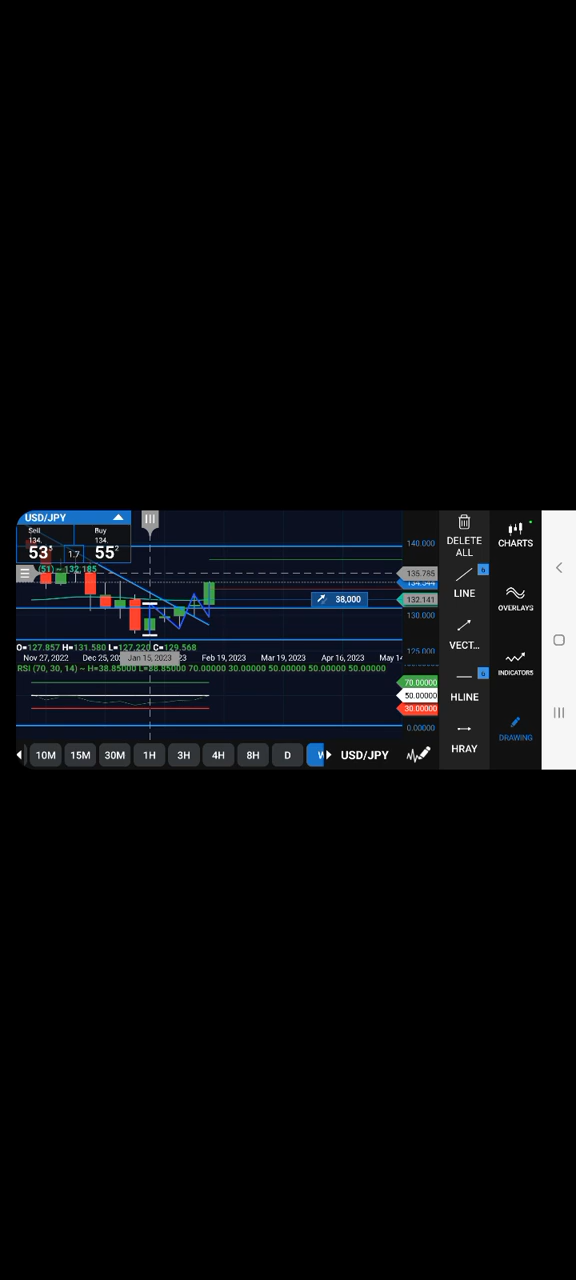 USD/JPY
Sell
134.
53⁵
1.7
Buy
134.
55²
(51) ~ 132.185
140.000
135.785
38,000
132.141
130.000
125.000
O=127.857 H=131.580 L=127.220 C=129.568
Nov 27, 2022
Jan 15, 2023
Feb 19, 2023
Mar 19, 2023
Apr 16, 2023
May 14
RSI (70, 30, 14) ~ H=38.85000 L=38.85000 70.00000 30.00000 50.00000 50.00000 50.00000
70.00000
50.00000
30.00000
0.00000
10M
15M
30M
1H
3H
4H
8H
D
USD/JPY
DELETE
ALL
LINE
VECT...
HLINE
HRAY
CHARTS
OVERLAYS
INDICATORS
DRAWING